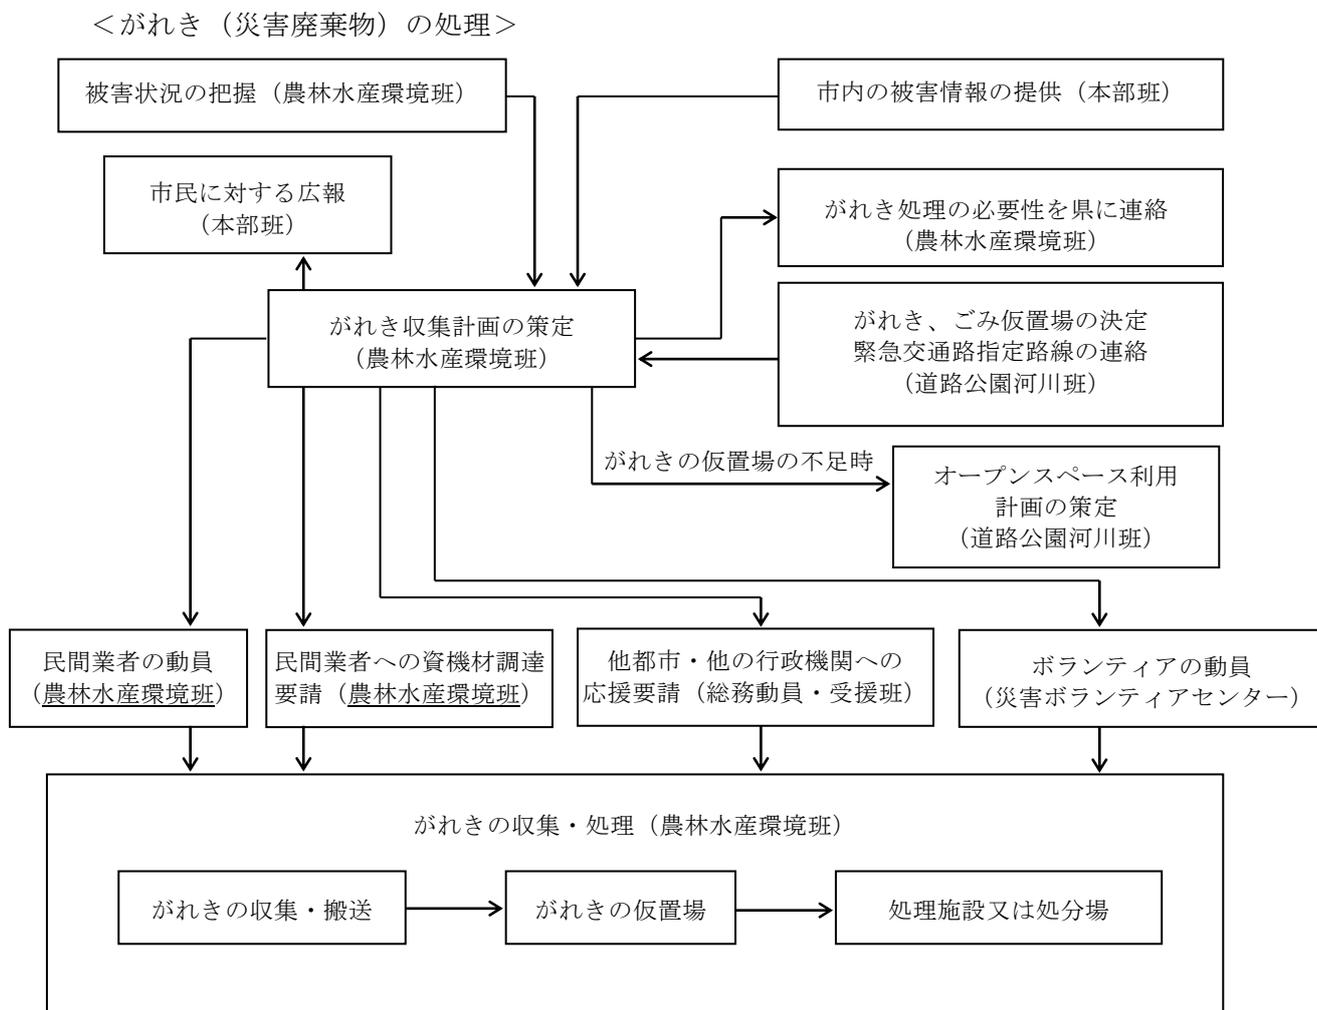 ＜がれき（災害廃棄物）の処理＞
被害状況の把握（農林水産環境班）
市内の被害情報の提供（本部班）
市民に対する広報
（本部班）
がれき処理の必要性を県に連絡
（農林水産環境班）
がれき収集計画の策定
（農林水産環境班）
がれき、ごみ仮置場の決定
緊急交通路指定路線の連絡
（道路公園河川班）
がれきの仮置場の不足時
オープンスペース利用
計画の策定
（道路公園河川班）
民間業者の動員
（農林水産環境班）
民間業者への資機材調達
要請（農林水産環境班）
他都市・他の行政機関への
応援要請（総務動員・受援班）
ボランティアの動員
（災害ボランティアセンター）
がれきの収集・処理（農林水産環境班）
がれきの収集・搬送
がれきの仮置場
処理施設又は処分場